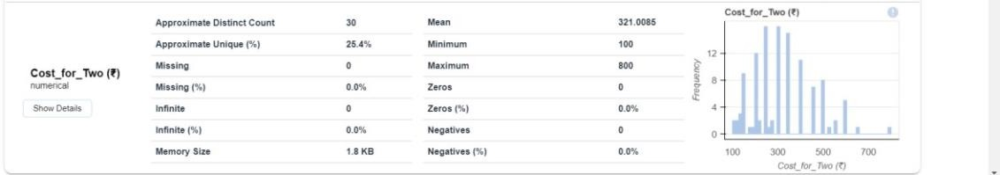 Cost_for_Two (₹)
numerical
Show Details
Approximate Distinct Count 30
Approximate Unique (%) 25.4%
Missing 0
Missing (%) 0.0%
Infinite 0
Infinite (%) 0.0%
Memory Size 1.8 KB
Mean 321.0085
Minimum 100
Maximum 800
Zeros 0
Zeros (%) 0.0%
Negatives 0
Negatives (%) 0.0%
Cost_for_Two (₹)
!
Frequency
12
8
4
0
100 300 500 700
Cost_for_Two (₹)